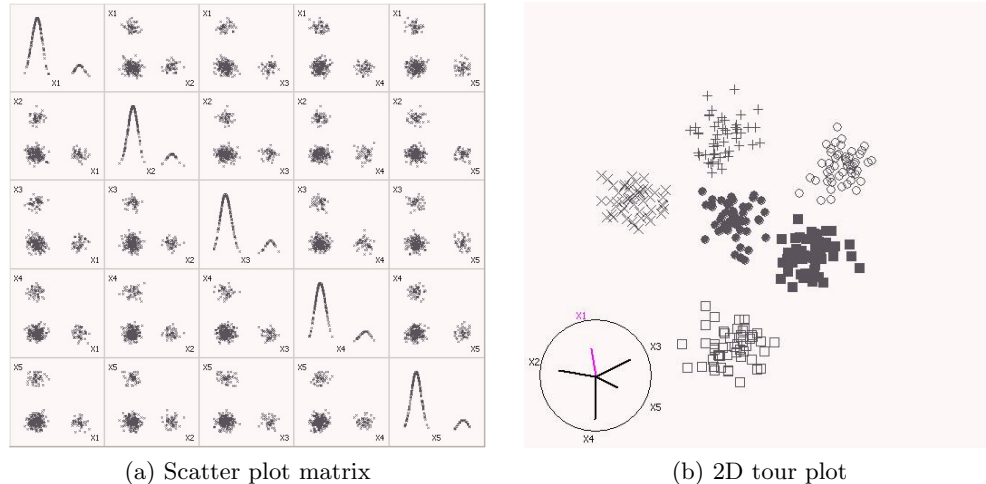 X1 X1 X1 X1
X1 X2 X3 X4 X5
X2 X2 X2 X2
X1 X2 X3 X4 X5
X3 X3 X3 X3
X1 X2 X3 X4 X5
X4 X4 X4 X4
X1 X2 X3 X4 X5
X5 X5 X5 X5
X1 X2 X3 X4 X5
(a) Scatter plot matrix
X1
X3
X2
X5
X4
(b) 2D tour plot